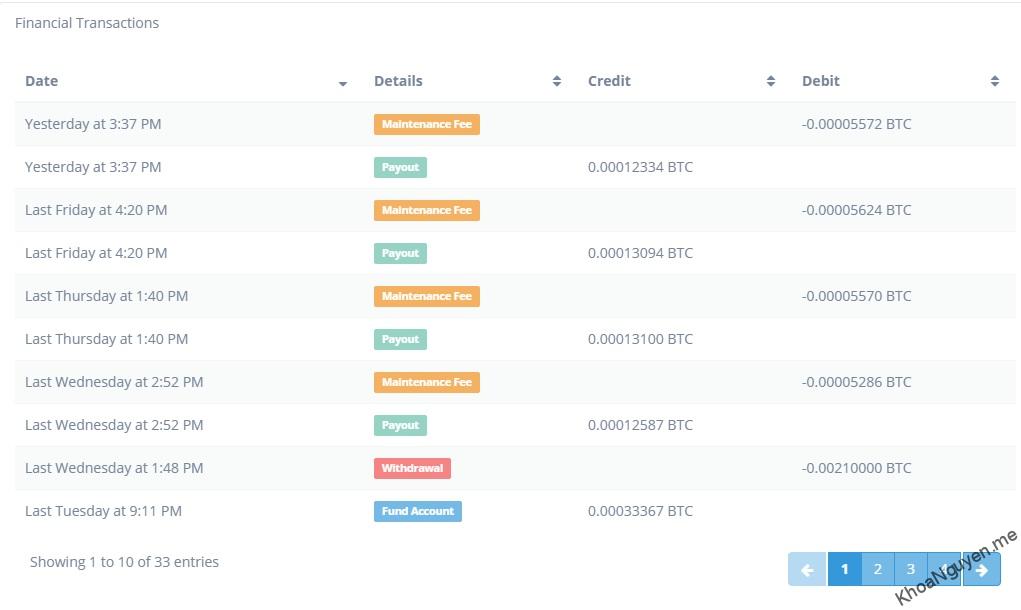 Financial Transactions
Date Details Credit Debit
Yesterday at 3:37 PM Maintenance Fee -0.00005572 BTC
Yesterday at 3:37 PM Payout 0.00012334 BTC
Last Friday at 4:20 PM Maintenance Fee -0.00005624 BTC
Last Friday at 4:20 PM Payout 0.00013094 BTC
Last Thursday at 1:40 PM Maintenance Fee -0.00005570 BTC
Last Thursday at 1:40 PM Payout 0.00013100 BTC
Last Wednesday at 2:52 PM Maintenance Fee -0.00005286 BTC
Last Wednesday at 2:52 PM Payout 0.00012587 BTC
Last Wednesday at 1:48 PM Withdrawal -0.00210000 BTC
Last Tuesday at 9:11 PM Fund Account 0.00033367 BTC
Showing 1 to 10 of 33 entries 1 2 3 4
KhoaNguyen.me